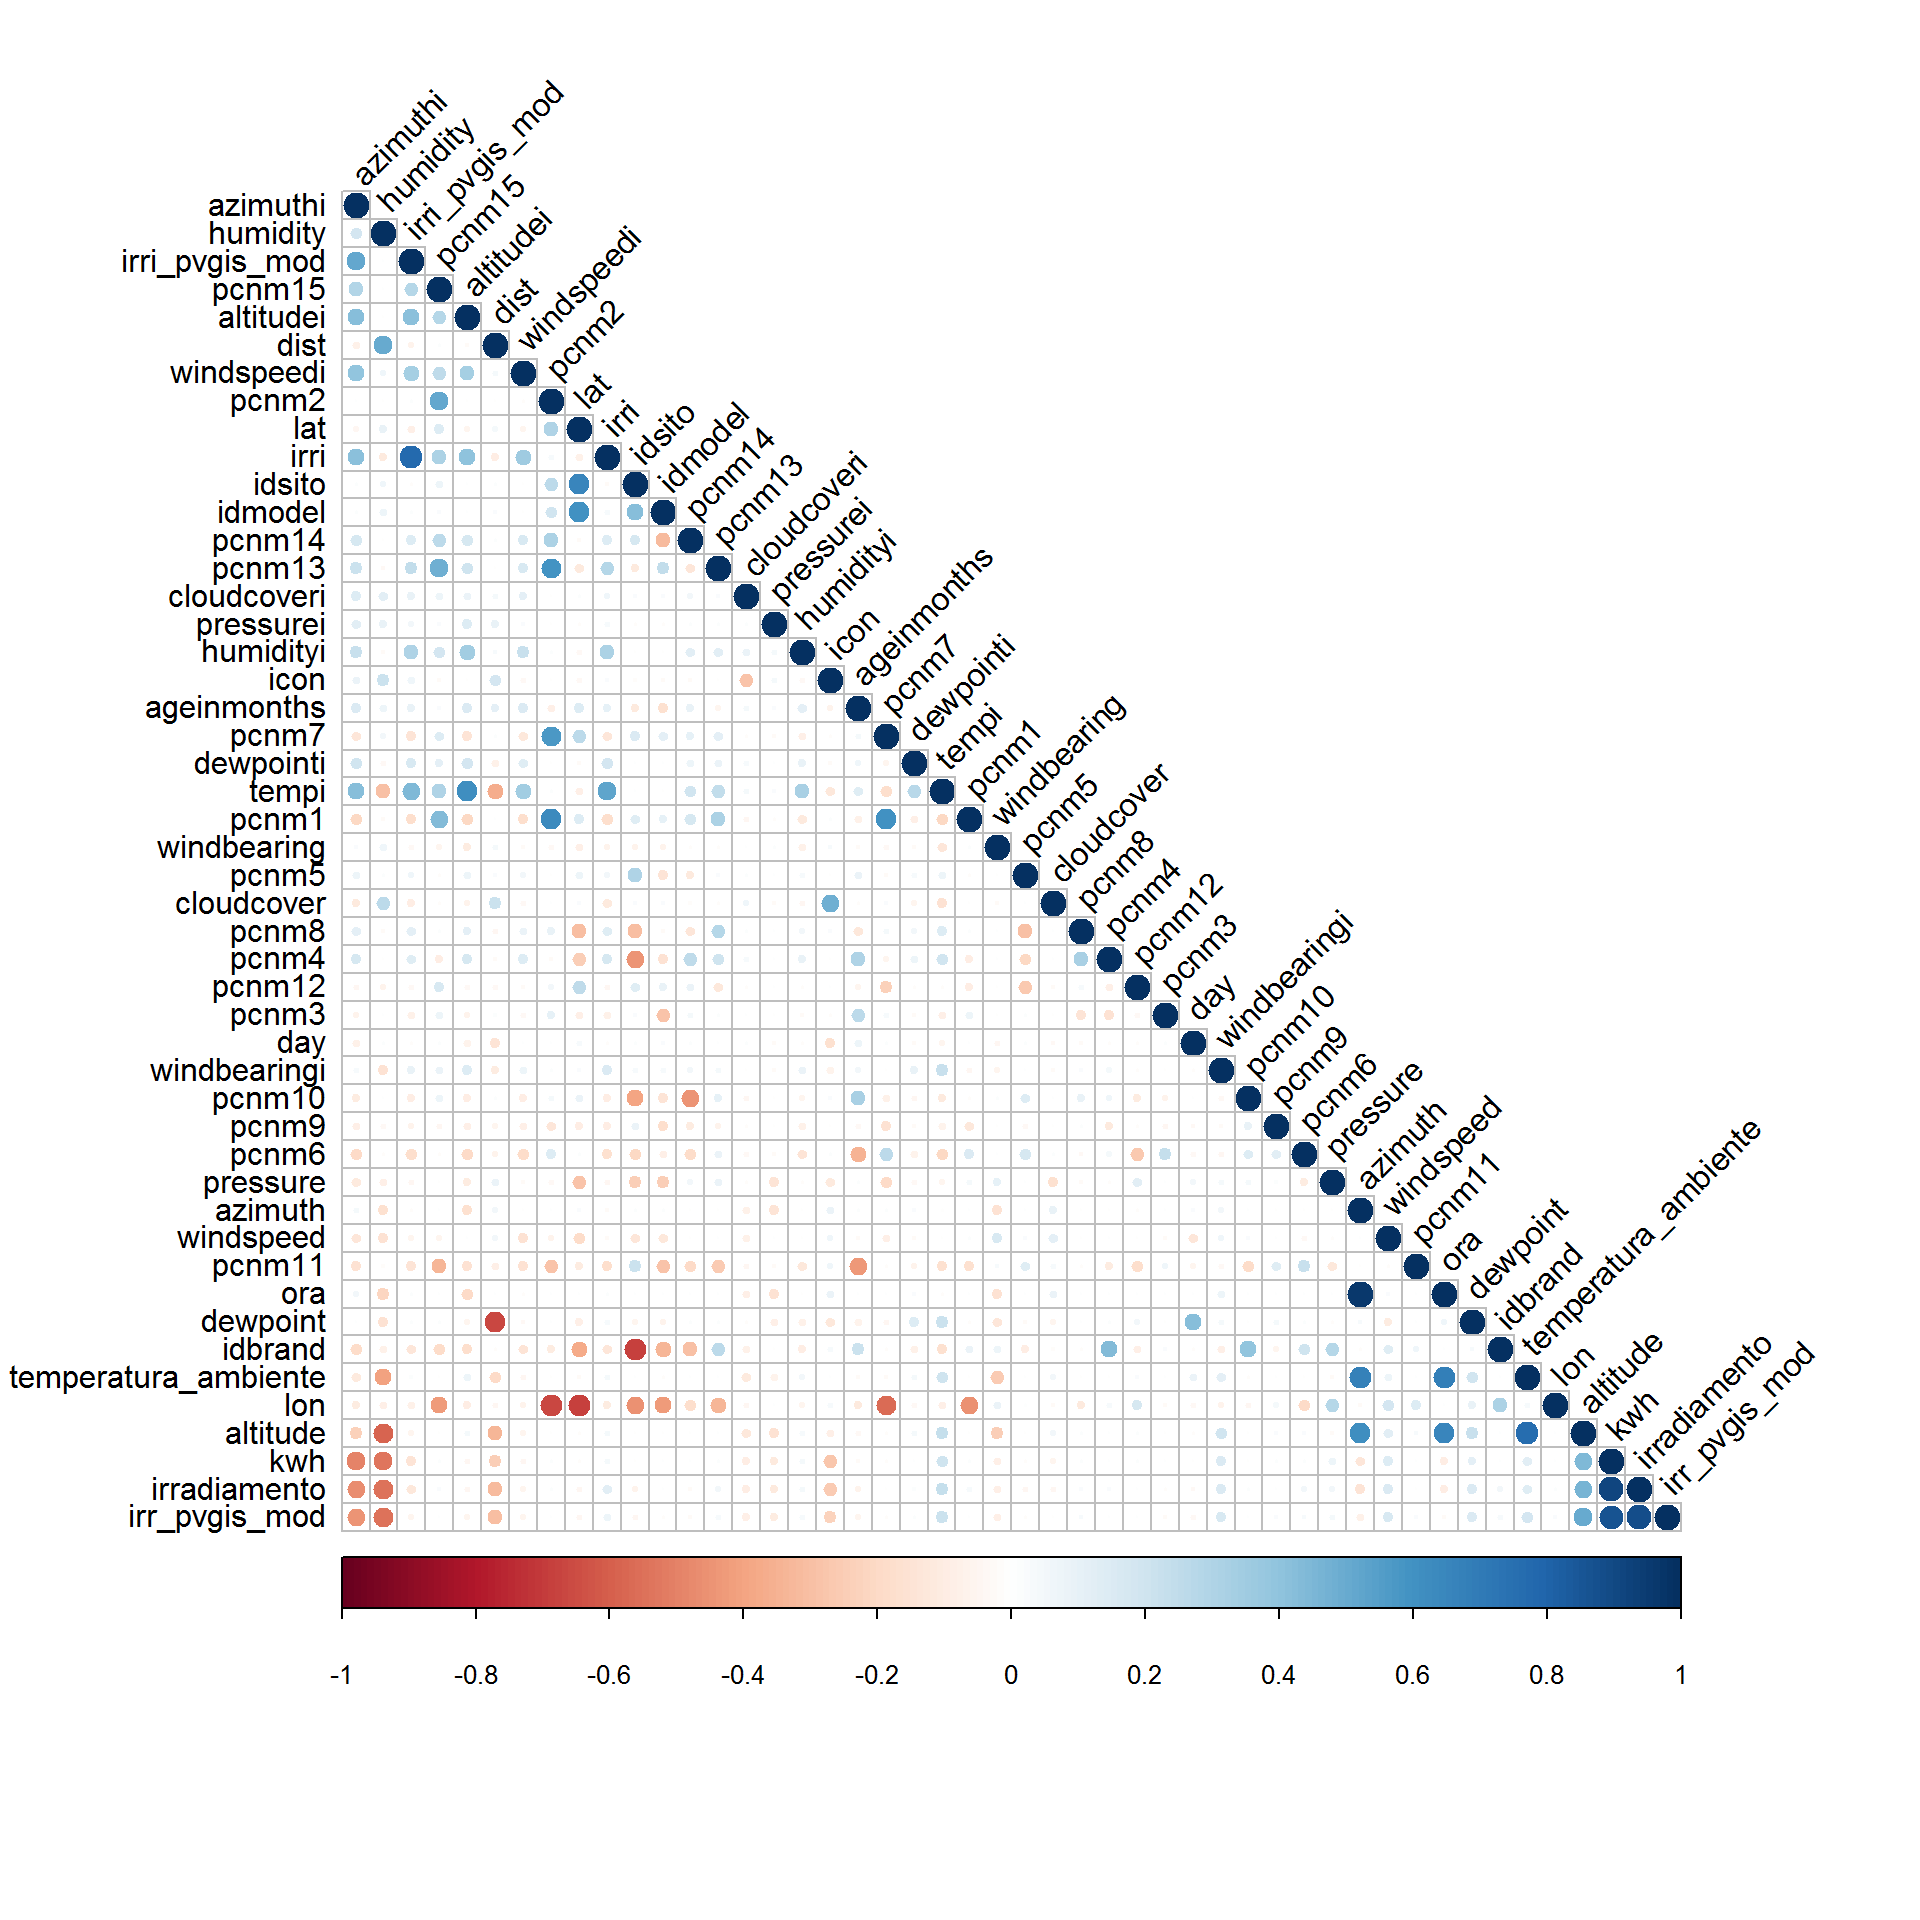 azimuthi
humidity
irri_pvgis_mod
pcnm15
altitudei
dist
windspeedi
pcnm2
lat
irri
idsito
idmodel
pcnm14
pcnm13
cloudcoveri
pressurei
humidityi
icon
ageinmonths
pcnm7
dewpointi
tempi
pcnm1
windbearing
pcnm5
cloudcover
pcnm8
pcnm4
pcnm12
pcnm3
day
windbearingi
pcnm10
pcnm9
pcnm6
pressure
azimuth
windspeed
pcnm11
ora
dewpoint
idbrand
temperatura_ambiente
lon
altitude
kwh
irradiamento
irr_pvgis_mod
azimuthi
humidity
irri_pvgis_mod
pcnm15
altitudei
dist
windspeedi
pcnm2
lat
irri
idsito
idmodel
pcnm14
pcnm13
cloudcoveri
pressurei
humidityi
icon
ageinmonths
pcnm7
dewpointi
tempi
pcnm1
windbearing
pcnm5
cloudcover
pcnm8
pcnm4
pcnm12
pcnm3
day
windbearingi
pcnm10
pcnm9
pcnm6
pressure
azimuth
windspeed
pcnm11
ora
dewpoint
idbrand
temperatura_ambiente
lon
altitude
kwh
irradiamento
irr_pvgis_mod
-1 -0.8 -0.6 -0.4 -0.2 0 0.2 0.4 0.6 0.8 1